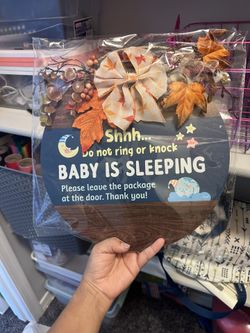 Shhh...
Do not ring or knock
BABY IS SLEEPING
Please leave the package
at the door. Thank you!